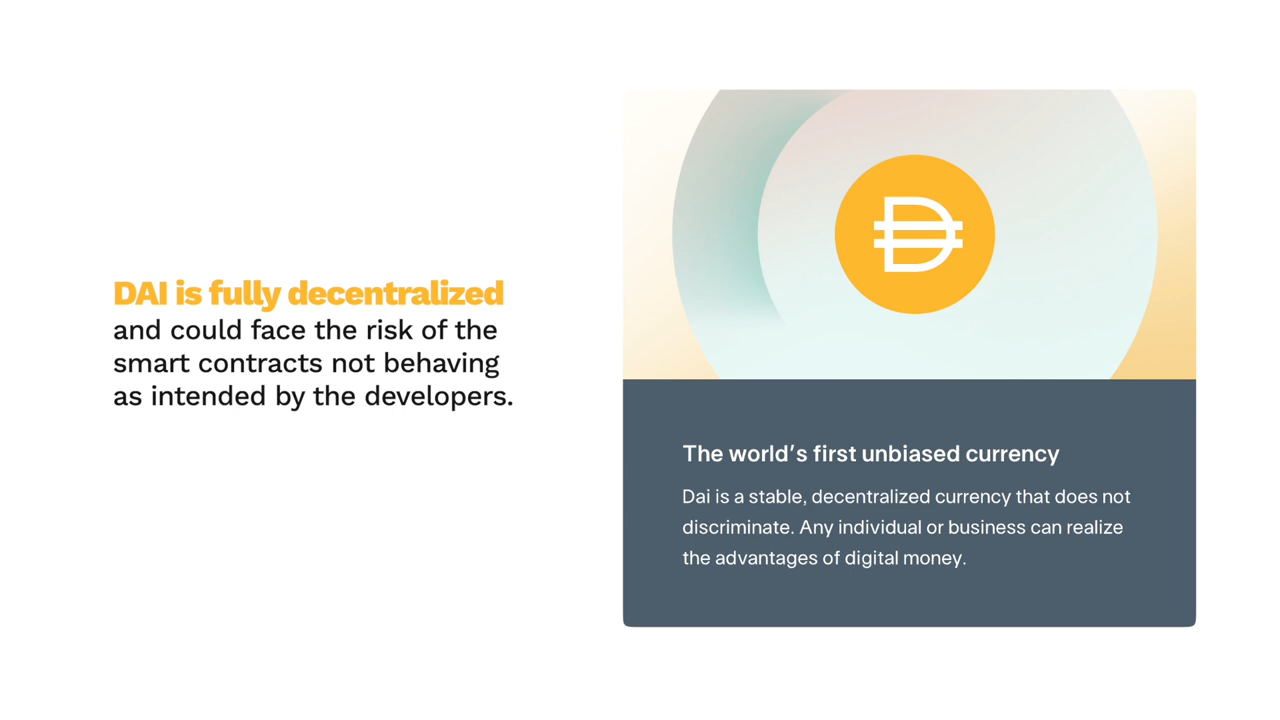 DAI is fully decentralized
and could face the risk of the
smart contracts not behaving
as intended by the developers.
The world’s first unbiased currency
Dai is a stable, decentralized currency that does not
discriminate. Any individual or business can realize
the advantages of digital money.